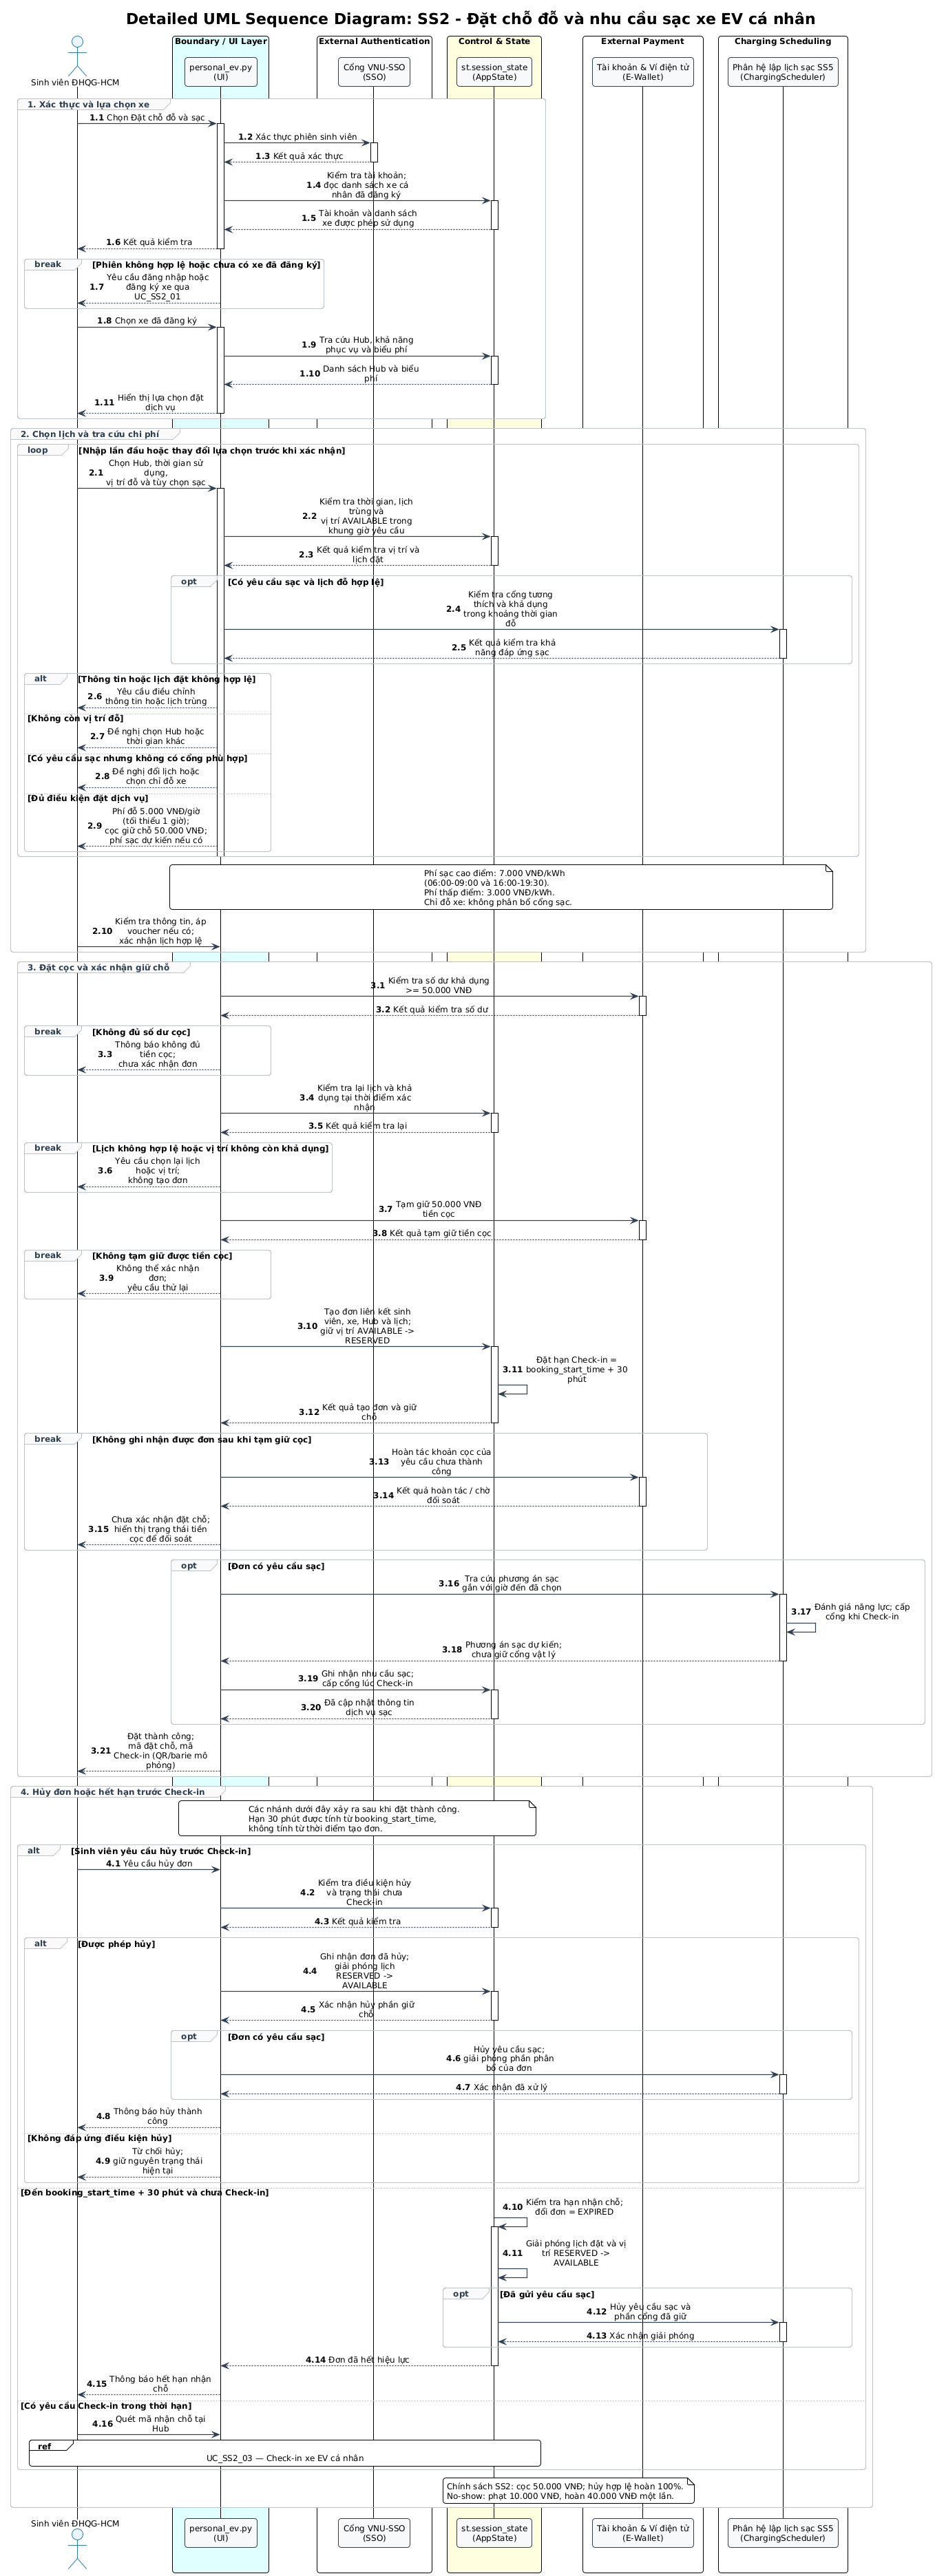 Detailed UML Sequence Diagram: SS2 - Đặt chỗ đỗ và nhu cầu sạc xe EV cá nhân
Boundary / UI Layer
External Authentication
Control & State
External Payment
Charging Scheduling
Sinh viên ĐHQG-HCM
personal_ev.py
(UI)
Cổng VNU-SSO
(SSO)
st.session_state
(AppState)
Tài khoản & Ví điện tử
(E-Wallet)
Phân hệ lập lịch sạc SS5
(ChargingScheduler)
1. Xác thực và lựa chọn xe
1.1 Chọn Đặt chỗ đỗ và sạc
1.2 Xác thực phiên sinh viên
1.3 Kết quả xác thực
Kiểm tra tài khoản;
1.4 đọc danh sách xe cá
nhân đã đăng ký
1.5 Tài khoản và danh sách
xe được phép sử dụng
1.6 Kết quả kiểm tra
break [Phiên không hợp lệ hoặc chưa có xe đã đăng ký]
Yêu cầu đăng nhập hoặc
1.7 đăng ký xe qua
UC_SS2_01
1.8 Chọn xe đã đăng ký
1.9 Tra cứu Hub, khả năng
phục vụ và biểu phí
1.10 Danh sách Hub và biểu
phí
1.11 Hiển thị lựa chọn đặt
dịch vụ
2. Chọn lịch và tra cứu chi phí
loop [Nhập lần đầu hoặc thay đổi lựa chọn trước khi xác nhận]
Chọn Hub, thời gian sử
2.1 dụng,
vị trí đỗ và tùy chọn sạc
Kiểm tra thời gian, lịch
2.2 trùng và
vị trí AVAILABLE trong
khung giờ yêu cầu
2.3 Kết quả kiểm tra vị trí và
lịch đặt
opt [Có yêu cầu sạc và lịch đỗ hợp lệ]
Kiểm tra cổng tương
2.4 thích và khả dụng
trong khoảng thời gian
đỗ
2.5 Kết quả kiểm tra khả
năng đáp ứng sạc
alt [Thông tin hoặc lịch đặt không hợp lệ]
2.6 Yêu cầu điều chỉnh
thông tin hoặc lịch trùng
[Không còn vị trí đỗ]
2.7 Đề nghị chọn Hub hoặc
thời gian khác
[Có yêu cầu sạc nhưng không có cổng phù hợp]
2.8 Đề nghị đổi lịch hoặc
chọn chỉ đỗ xe
[Đủ điều kiện đặt dịch vụ]
Phí đỗ 5.000 VNĐ/giờ
2.9 (tối thiểu 1 giờ);
cọc giữ chỗ 50.000 VNĐ;
phí sạc dự kiến nếu có
Phí sạc cao điểm: 7.000 VNĐ/kWh
(06:00-09:00 và 16:00-19:30).
Phí thấp điểm: 3.000 VNĐ/kWh.
Chỉ đỗ xe: không phân bổ cổng sạc.
Kiểm tra thông tin, áp
2.10 voucher nếu có;
xác nhận lịch hợp lệ
3. Đặt cọc và xác nhận giữ chỗ
3.1 Kiểm tra số dư khả dụng
>= 50.000 VNĐ
3.2 Kết quả kiểm tra số dư
break [Không đủ số dư cọc]
Thông báo không đủ
3.3 tiền cọc;
chưa xác nhận đơn
Kiểm tra lại lịch và khả
3.4 dụng tại thời điểm xác
nhận
3.5 Kết quả kiểm tra lại
break [Lịch không hợp lệ hoặc vị trí không còn khả dụng]
Yêu cầu chọn lại lịch
3.6 hoặc vị trí;
không tạo đơn
3.7 Tạm giữ 50.000 VNĐ
tiền cọc
3.8 Kết quả tạm giữ tiền cọc
break [Không tạm giữ được tiền cọc]
Không thể xác nhận
3.9 đơn;
yêu cầu thử lại
Tạo đơn liên kết sinh
3.10 viên, xe, Hub và lịch;
giữ vị trí AVAILABLE ->
RESERVED
Đặt hạn Check-in =
3.11 booking_start_time + 30
phút
3.12 Kết quả tạo đơn và giữ
chỗ
break [Không ghi nhận được đơn sau khi tạm giữ cọc]
Hoàn tác khoản cọc của
3.13 yêu cầu chưa thành
công
3.14 Kết quả hoàn tác / chờ
đối soát
Chưa xác nhận đặt chỗ;
3.15 hiển thị trạng thái tiền
cọc để đối soát
opt [Đơn có yêu cầu sạc]
3.16 Tra cứu phương án sạc
gắn với giờ đến đã chọn
3.17 Đánh giá năng lực; cấp
cổng khi Check-in
3.18 Phương án sạc dự kiến;
chưa giữ cổng vật lý
3.19 Ghi nhận nhu cầu sạc;
cấp cổng lúc Check-in
3.20 Đã cập nhật thông tin
dịch vụ sạc
Đặt thành công;
3.21 mã đặt chỗ, mã
Check-in (QR/barie mô
phỏng)
4. Hủy đơn hoặc hết hạn trước Check-in
Các nhánh dưới đây xảy ra sau khi đặt thành công.
Hạn 30 phút được tính từ booking_start_time,
không tính từ thời điểm tạo đơn.
alt [Sinh viên yêu cầu hủy trước Check-in]
4.1 Yêu cầu hủy đơn
Kiểm tra điều kiện hủy
4.2 và trạng thái chưa
Check-in
4.3 Kết quả kiểm tra
alt [Được phép hủy]
Ghi nhận đơn đã hủy;
4.4 giải phóng lịch
RESERVED ->
AVAILABLE
4.5 Xác nhận hủy phần giữ
chỗ
opt [Đơn có yêu cầu sạc]
Hủy yêu cầu sạc;
4.6 giải phóng phần phân
bổ của đơn
4.7 Xác nhận đã xử lý
4.8 Thông báo hủy thành
công
[Không đáp ứng điều kiện hủy]
Từ chối hủy;
4.9 giữ nguyên trạng thái
hiện tại
[Đến booking_start_time + 30 phút và chưa Check-in]
4.10 Kiểm tra hạn nhận chỗ;
đổi đơn = EXPIRED
Giải phóng lịch đặt và vị
4.11 trí RESERVED ->
AVAILABLE
opt [Đã gửi yêu cầu sạc]
4.12 Hủy yêu cầu sạc và
phần cổng đã giữ
4.13 Xác nhận giải phóng
4.14 Đơn đã hết hiệu lực
4.15 Thông báo hết hạn nhận
chỗ
[Có yêu cầu Check-in trong thời hạn]
4.16 Quét mã nhận chỗ tại
Hub
ref
UC_SS2_03 — Check-in xe EV cá nhân
Chính sách SS2: cọc 50.000 VNĐ; hủy hợp lệ hoàn 100%.
No-show: phạt 10.000 VNĐ, hoàn 40.000 VNĐ một lần.
Sinh viên ĐHQG-HCM
personal_ev.py
(UI)
Cổng VNU-SSO
(SSO)
st.session_state
(AppState)
Tài khoản & Ví điện tử
(E-Wallet)
Phân hệ lập lịch sạc SS5
(ChargingScheduler)